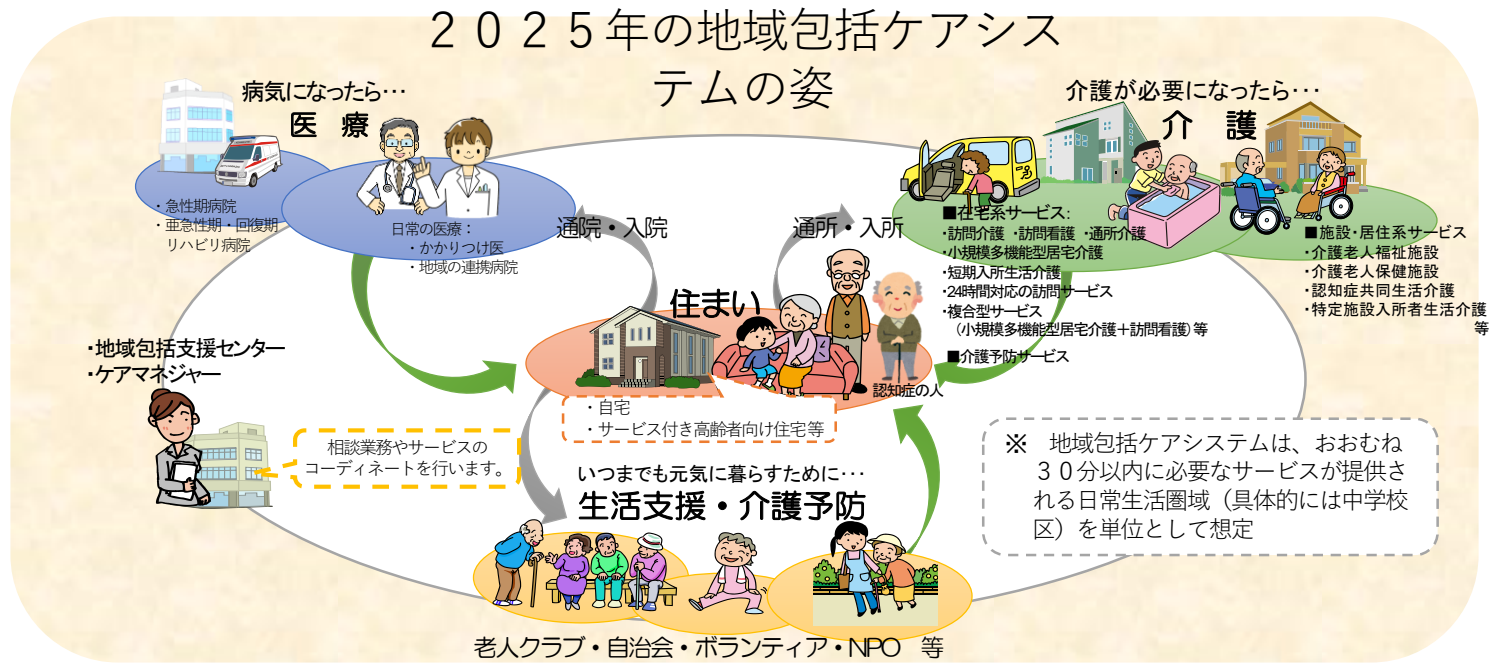 ２０２５年の地域包括ケアシス
テムの姿
病気になったら･･･
医　療
・急性期病院
・亜急性期・回復期
リハビリ病院
日常の医療：
・かかりつけ医
・地域の連携病院
通院・入院
通所・入所
介護が必要になったら･･･
介　護
■在宅系サービス：
・訪問介護　・訪問看護　・通所介護
・小規模多機能型居宅介護
・短期入所生活介護
・24時間対応の訪問サービス
・複合型サービス
（小規模多機能型居宅介護＋訪問看護）等
■介護予防サービス
■施設・居住系サービス
・介護老人福祉施設
・介護老人保健施設
・認知症共同生活介護
・特定施設入所者生活介護
等
住まい
認知症の人
・自宅
・サービス付き高齢者向け住宅等
・地域包括支援センター
・ケアマネジャー
相談業務やサービスの
コーディネートを行います。
いつまでも元気に暮らすために･･･
生活支援・介護予防
老人クラブ・自治会・ボランティア・NPO　等
※　地域包括ケアシステムは、おおむね
３０分以内に必要なサービスが提供さ
れる日常生活圏域（具体的には中学校
区）を単位として想定